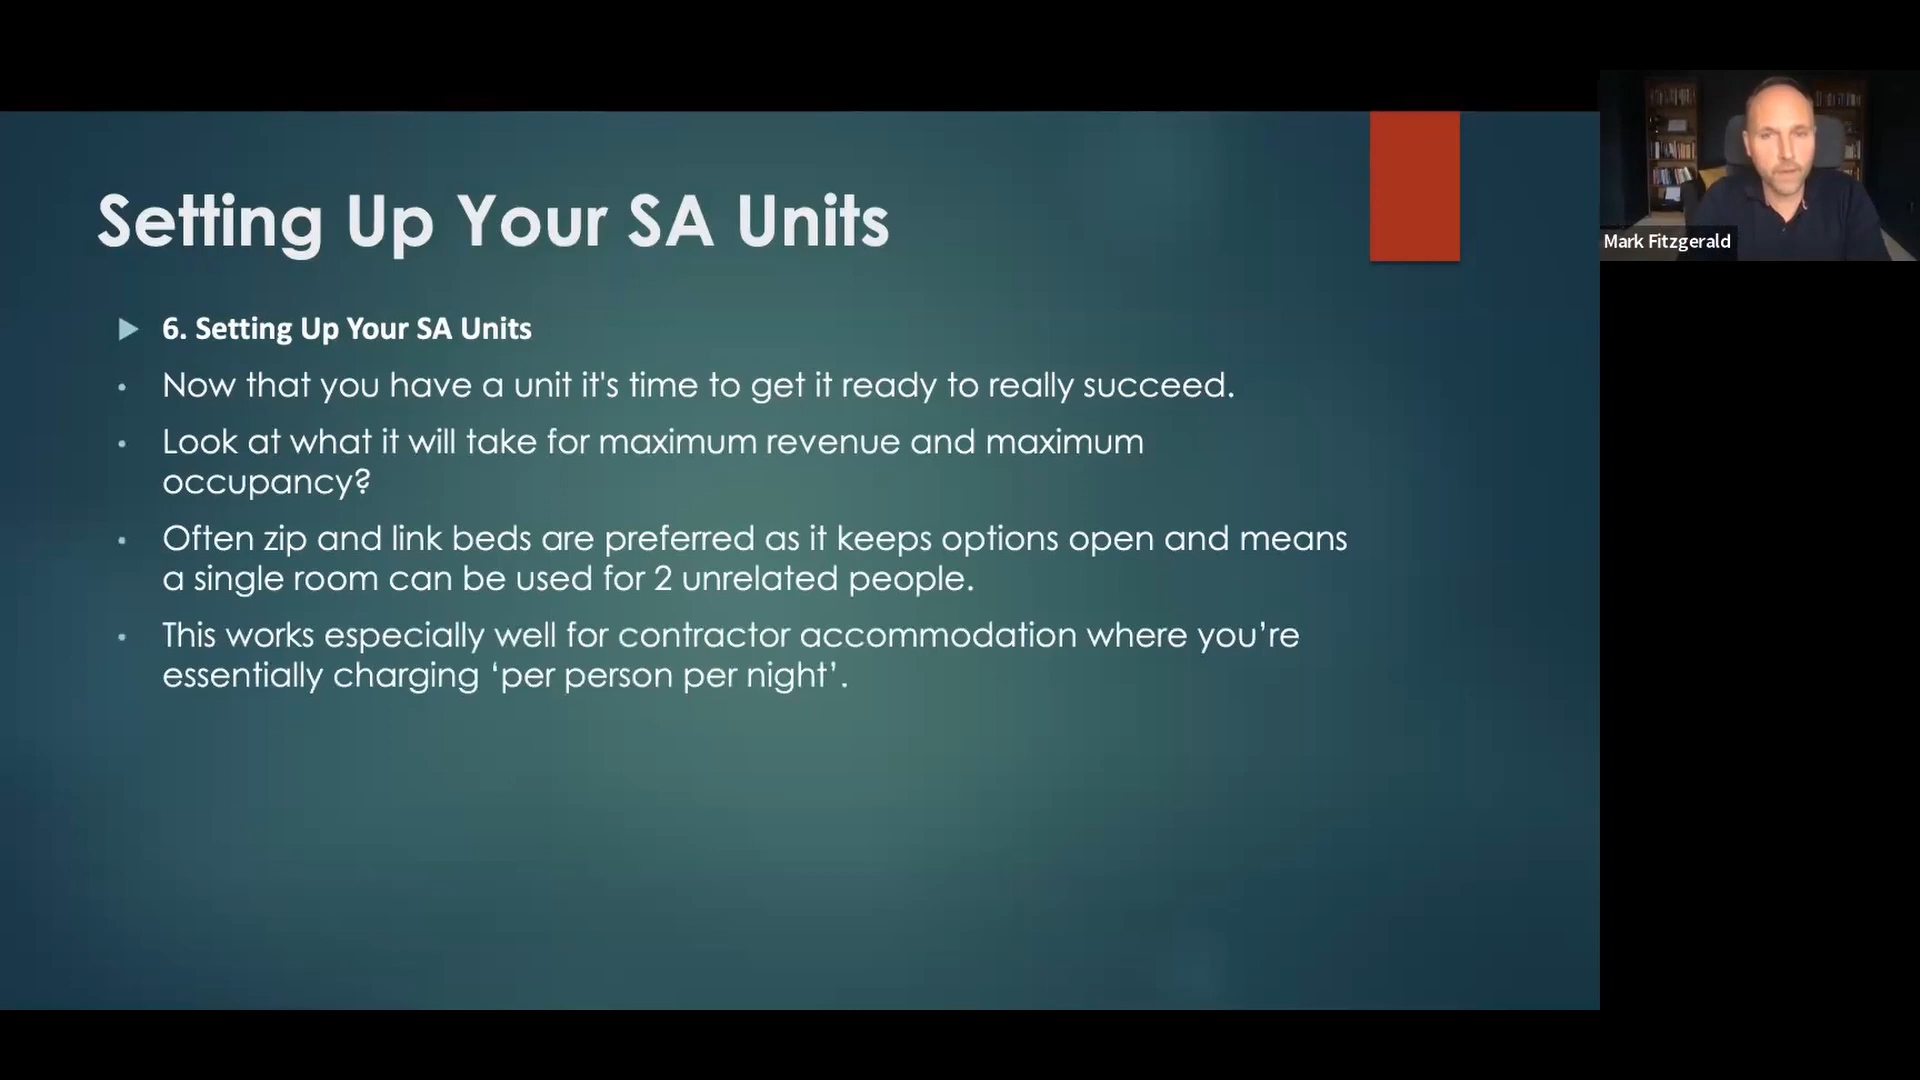 Setting Up Your SA Units
6. Setting Up Your SA Units
Now that you have a unit it's time to get it ready to really succeed.
Look at what it will take for maximum revenue and maximum
occupancy?
Often zip and link beds are preferred as it keeps options open and means
a single room can be used for 2 unrelated people.
This works especially well for contractor accommodation where you’re
essentially charging ‘per person per night’.
Mark Fitzgerald